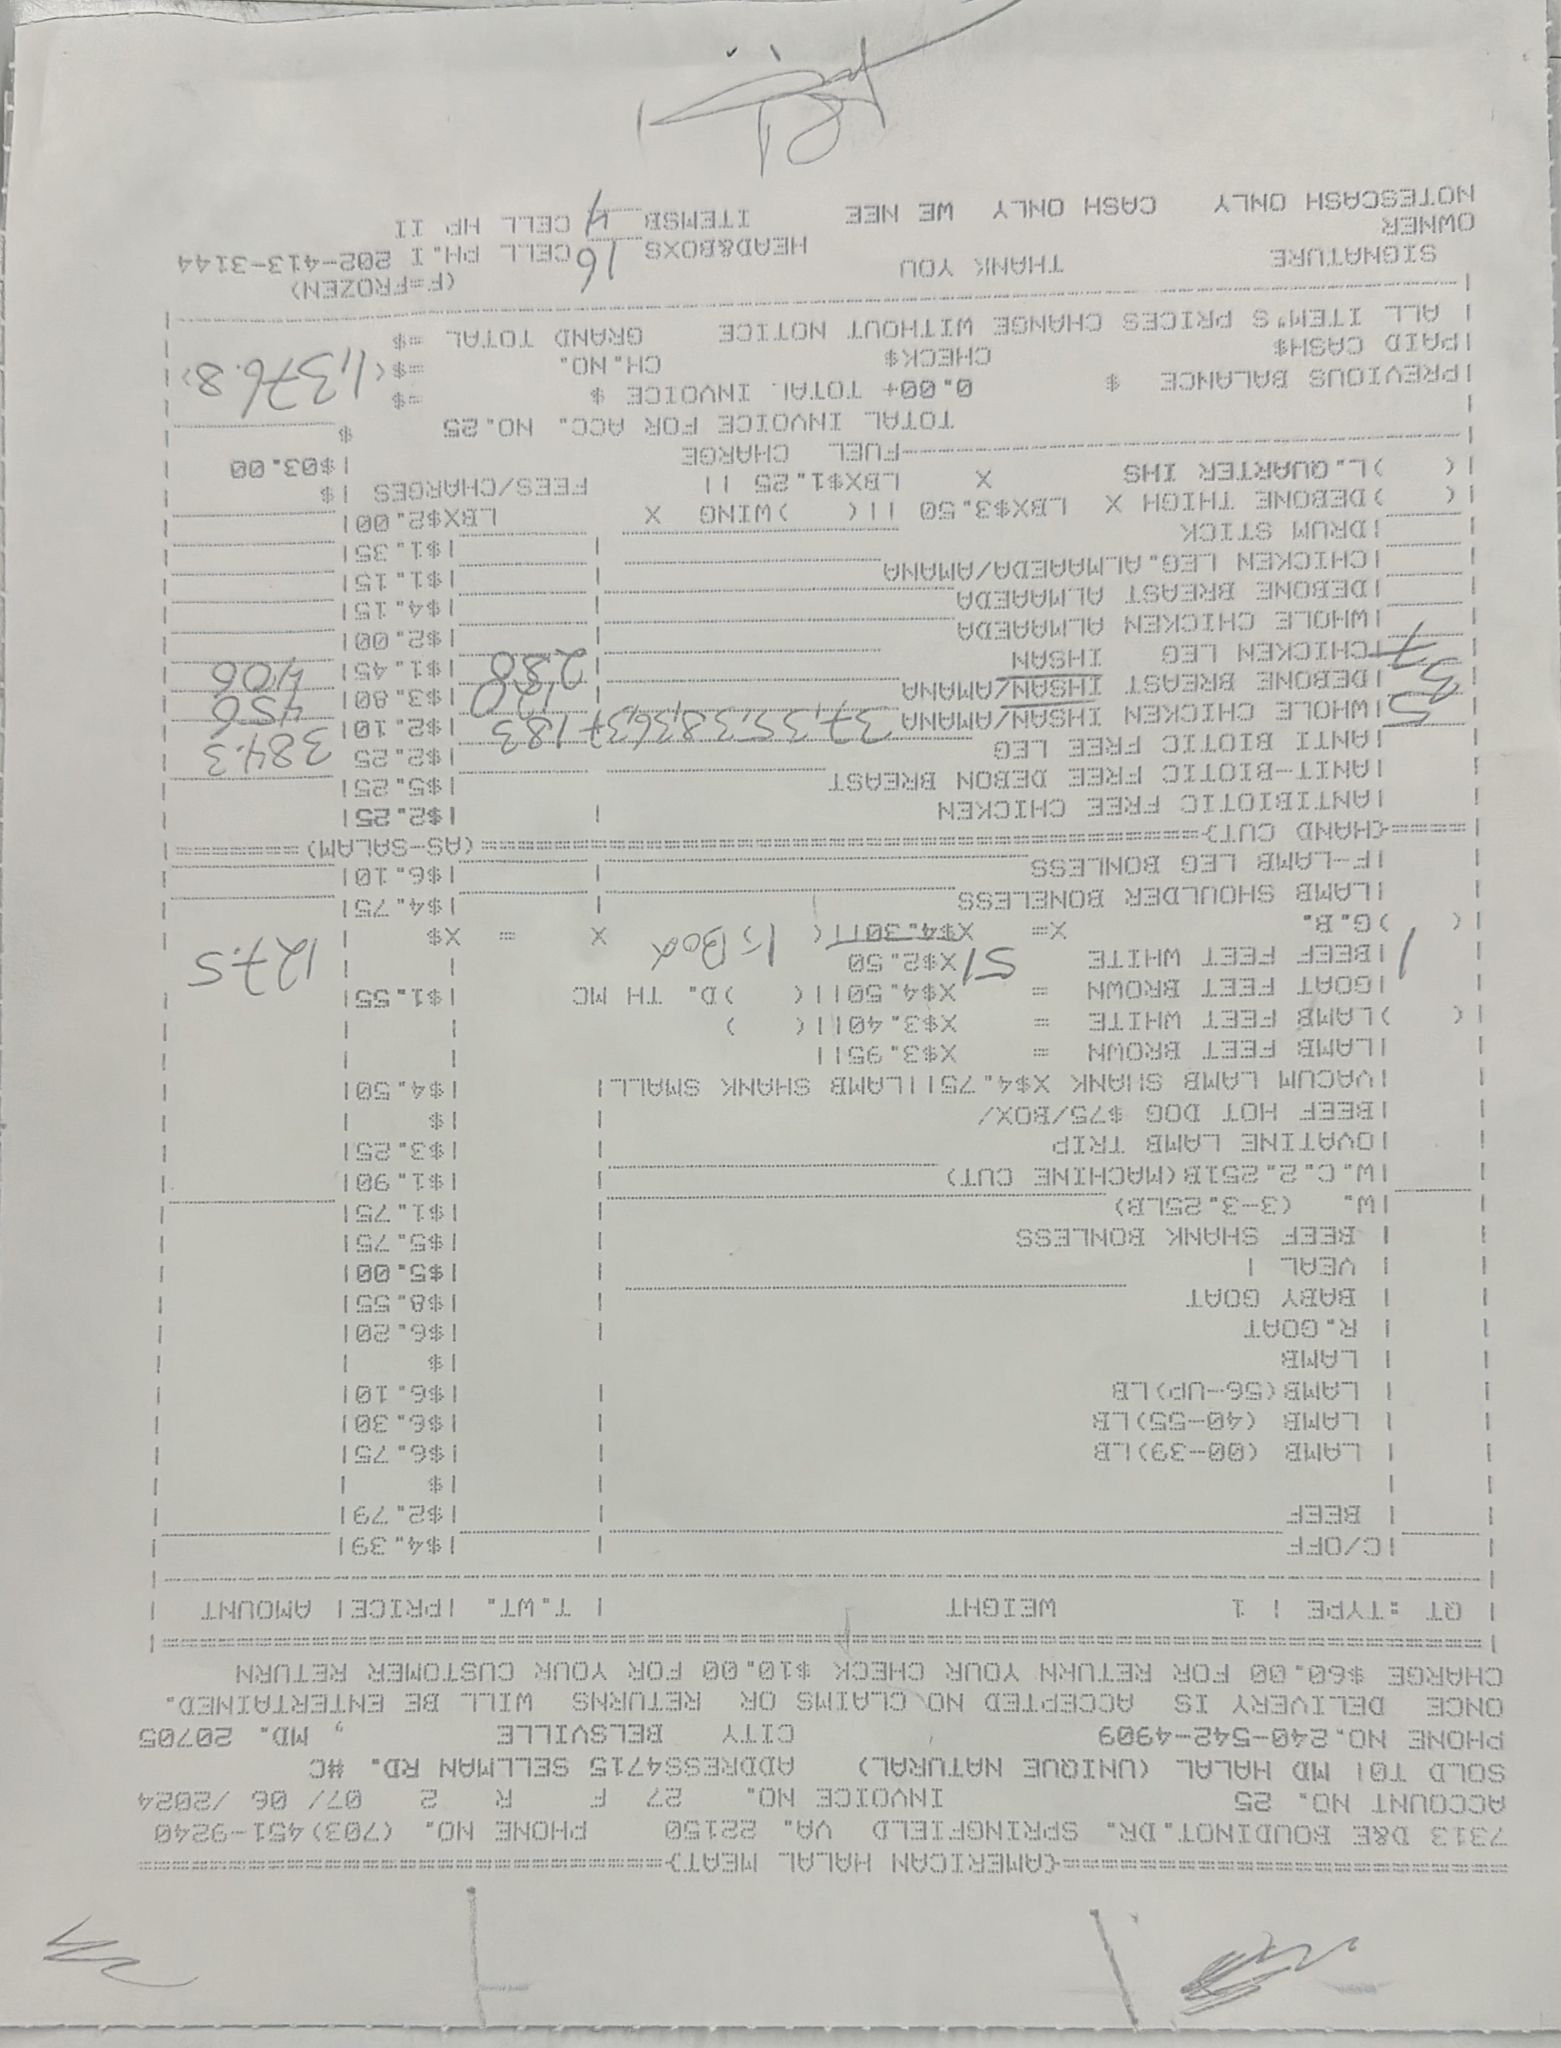 ========================{AMERICAN HALAL MEAT}============================
7313 D&E BOUDINOT.DR. SPRINGFIELD VA. 22150 PHONE NO. (703)451-9240
ACCOUNT NO. 25 INVOICE NO. 27 F R 2 07/ 06 /2024
SOLD TO| MD HALAL (UNIQUE NATURAL) ADDRESS4715 SELLMAN RD. #C
PHONE NO.240-542-4909 CITY BELSVILLE , MD. 20705
ONCE DELIVERY IS ACCEPTED NO CLAIMS OR RETURNS WILL BE ENTERTAINED.
CHARGE $60.00 FOR RETURN YOUR CHECK $10.00 FOR YOUR CUSTOMER RETURN
| QT :TYPE | 1 WEIGHT | T.WT. |PRICE| AMOUNT |
|C/OFF | |$4.39|
| BEEF |$2.79|
|$ |
| LAMB (00-39)LB |$6.75|
| LAMB (40-55)LB |$6.30|
| LAMB(56-UP)LB |$6.10|
| LAMB |$ |
| R.GOAT |$6.20|
| BABY GOAT |$8.55|
| VEAL | |$5.00|
| BEEF SHANK BONLESS |$5.75|
|W. (3-3.25LB) |$1.75|
|W.C.2.251B(MACHINE CUT) |$1.90|
|OVATINE LAMB TRIP |$3.25|
|BEEF HOT DOG $75/BOX/ |$ |
|VACUM LAMB SHANK X$4.75||LAMB SHANK SMALL| |$4.50|
|LAMB FEET BROWN = X$3.95||
|( )LAMB FEET WHITE = X$3.40||( )
|GOAT FEET BROWN = X$4.50||( )D. TH MC |$1.55|
1 |BEEF FEET WHITE 51 X$2.50 127.5
|( )G.B. X= X$4.30||( Box X = X$
|LAMB SHOULDER BONELESS |$4.75|
|F-LAMB LEG BONLESS |$6.10|
|===={HAND CUT}==================================(AS-SALAM)=======|
|ANTIBIOTIC FREE CHICKEN |$2.25|
|ANIT-BIOTIC FREE DEBON BREAST |$5.25|
|ANTI BIOTIC FREE LEG |$2.25
5 |WHOLE CHICKEN IHSAN/AMANA 37,35,38,36,37 183 |$2.10| 384.3
3 |DEBONE BREAST IHSAN/AMANA 120 |$3.80| 456
7 |CHICKEN LEG IHSAN 280 |$1.45| 406
|WHOLE CHICKEN ALMAAEDA |$2.00|
|DEBONE BREAST ALMAAEDA |$4.15|
|CHICKEN LEG.ALMAAEDA/AMANA |$1.15|
|DRUM STICK |$1.35|
|( )DEBONE THIGH X LBX$3.50 ||( )WING X LBX$2.00|
|( )L.QUARTER IHS X LBX$1.25 || FEES/CHARGES |$
FUEL CHARGE |$03.00
TOTAL INVOICE FOR ACC. NO.25 $
|PREVIOUS BALANCE $ 0.00+ TOTAL INVOICE $ =$
|PAID CASH$ CHECK$ CH.NO. =$(1,376.8)
| ALL ITEM'S PRICES CHANGE WITHOUT NOTICE GRAND TOTAL =$
(F=FROZEN)
SIGNATURE THANK YOU HEAD&BOXS 16 CELL PH.I 202-413-3144
OWNER ITEMSB 4 CELL HP II
NOTESCASH ONLY CASH ONLY WE NEE